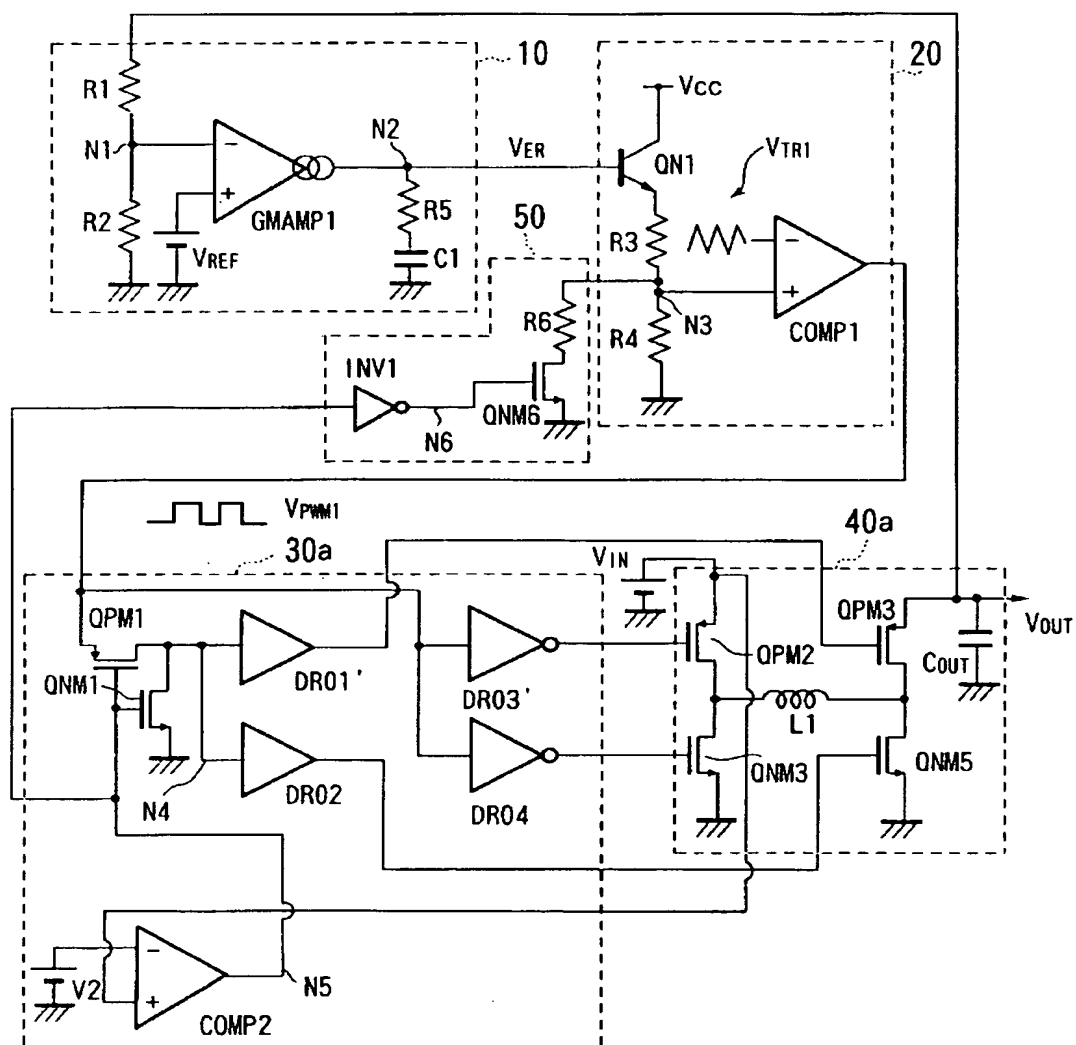 10
20
R1
VCC
N2
VER
VTR1
N1
QN1
R2
GMAMP1
R5
R3
VREF
50
C1
R6
N3
COMP1
R4
INV1
QNM6
N6
VPWM1
40a
30a
VIN
QPM1
QPM3
VOUT
QPM2
COUT
QNM1
DR01'
DR03'
L1
QNM3
QNM5
N4
DR02
DR04
V2
N5
COMP2